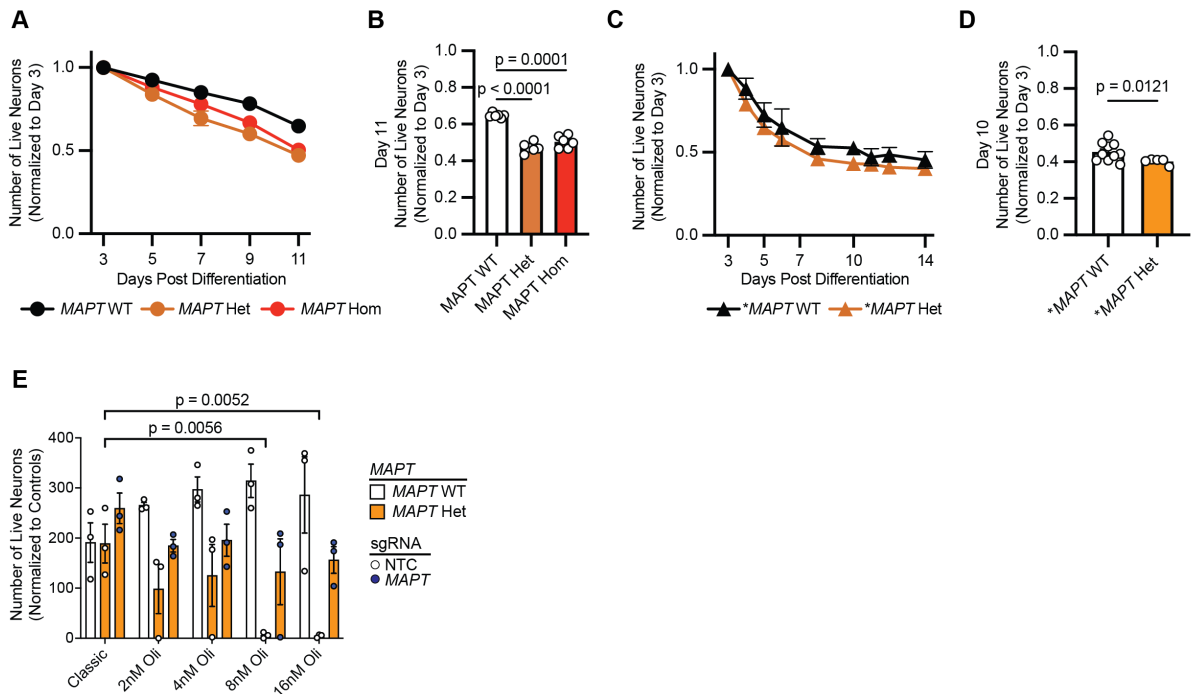 A
Number of Live Neurons
(Normalized to Day 3)
1.0
0.5
0.0
3 5 7 9 11
Days Post Differentiation
MAPT WT MAPT Het MAPT Hom
B
Day 11
Number of Live Neurons
(Normalized to Day 3)
1.0
0.8
0.6
0.4
0.2
0.0
p = 0.0001
p < 0.0001
MAPT WT
MAPT Het
MAPT Hom
C
Number of Live Neurons
(Normalized to Day 3)
1.0
0.5
0.0
3 5 7 10 14
Days Post Differentiation
*MAPT WT *MAPT Het
D
Day 10
Number of Live Neurons
(Normalized to Day 3)
1.0
0.8
0.6
0.4
0.2
0.0
p = 0.0121
*MAPT WT
*MAPT Het
E
Number of Live Neurons
(Normalized to Controls)
400
300
200
100
0
p = 0.0052
p = 0.0056
Classic
2nM Oli
4nM Oli
8nM Oli
16nM Oli
MAPT
MAPT WT
MAPT Het
sgRNA
NTC
MAPT